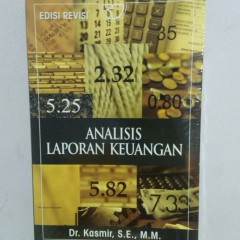 EDISI REVISI
35
2.32
5.25
0.80
ANALISIS
LAPORAN KEUANGAN
5.82
7.38
Dr. Kasmir, S.E., M.M.